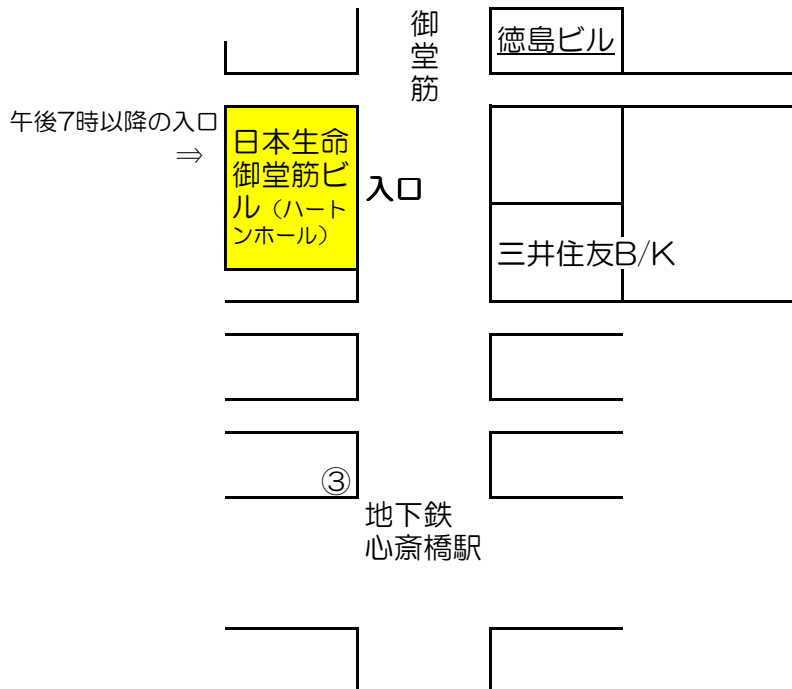 御堂筋
徳島ビル
午後7時以降の入口
⇒
日本生命
御堂筋ビ
ル（ハート
ンホール）
入口
三井住友B/K
③
地下鉄
心斎橋駅